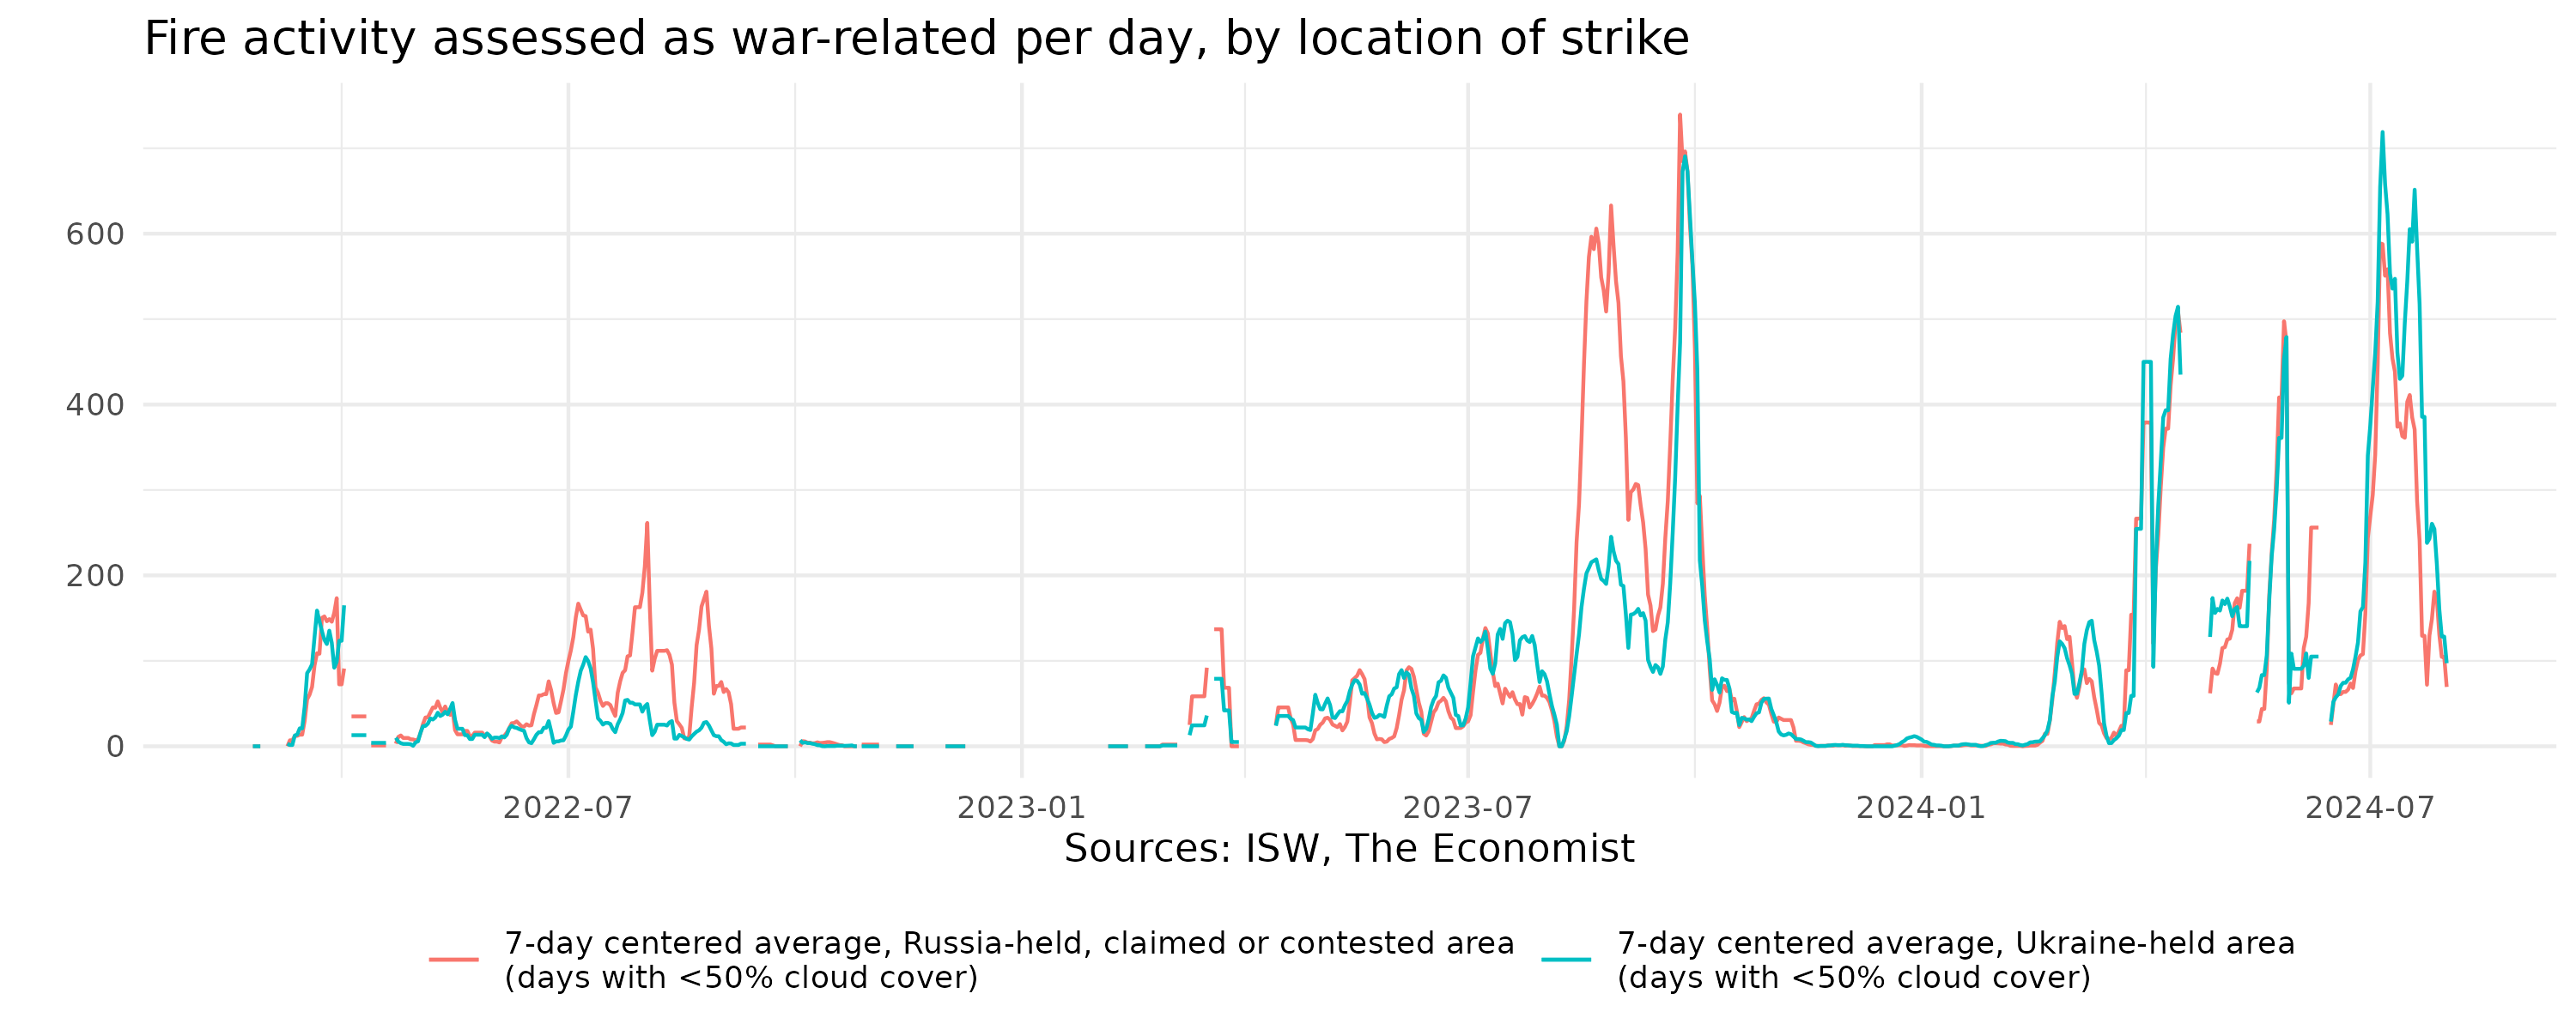 Fire activity assessed as war-related per day, by location of strike
600
400
200
0
2022-07
2023-01
2023-07
2024-01
2024-07
Sources: ISW, The Economist
7-day centered average, Russia-held, claimed or contested area
(days with <50% cloud cover)
7-day centered average, Ukraine-held area
(days with <50% cloud cover)